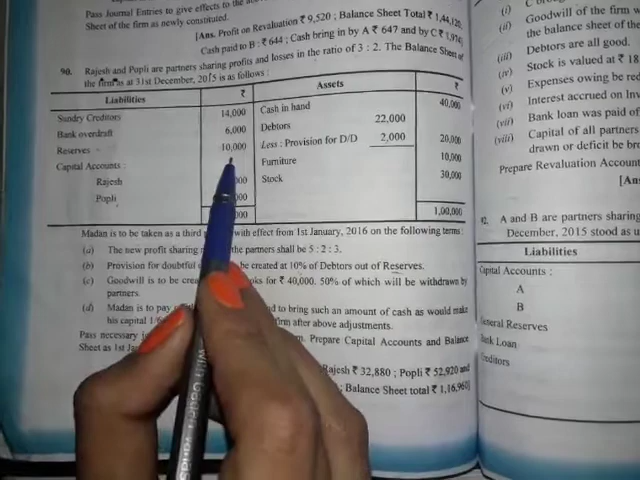 Pass Journal Entries to give effects to the
Sheet of the firm as newly constituted.
[Ans. Profit on Revaluation ₹ 9,520 ; Balance Sheet Total ₹ 1,44,120,
Cash paid to B : ₹ 644 ; Cash bring in by A ₹ 647 and by C ₹ 1,974]
90. Rajesh and Popli are partners sharing profits and losses in the ratio of 3 : 2. The Balance Sheet of
the firm as at 31st December, 2015 is as follows :
Liabilities ₹ Assets ₹
Sundry Creditors 14,000 Cash in hand 40,000
Bank overdraft 6,000 Debtors 22,000
Reserves 10,000 Less : Provision for D/D 2,000 20,000
Capital Accounts : Furniture 10,000
Rajesh 000 Stock 30,000
Popli 000
000 1,00,000
Madan is to be taken as a third with effect from 1st January, 2016 on the following terms :
(a) The new profit sharing the partners shall be 5 : 2 : 3.
(b) Provision for doubtful be created at 10% of Debtors out of Reserves.
(c) Goodwill is to be for ₹ 40,000. 50% of which will be withdrawn by
partners.
(d) Madan is to pay to bring such an amount of cash as would make
his capital after above adjustments.
Pass necessary Prepare Capital Accounts and Balance
Sheet as 1st
Rajesh ₹ 32,880 ; Popli ₹ 52,920 and
; Balance Sheet total ₹ 1,16,960]
(i)
(ii) Goodwill of the firm
the balance sheet of the
(iii) Debtors are all good.
(iv) Stock is valued at ₹ 18
(v) Expenses owing be
(vi) Interest accrued on
(vii) Bank loan was paid
(viii) Capital of all partners
drawn or deficit be
Prepare Revaluation
A and B are partners sharing
December, 2015 stood as
Liabilities
Capital Accounts :
A
B
General Reserves
Bank Loan
Creditors